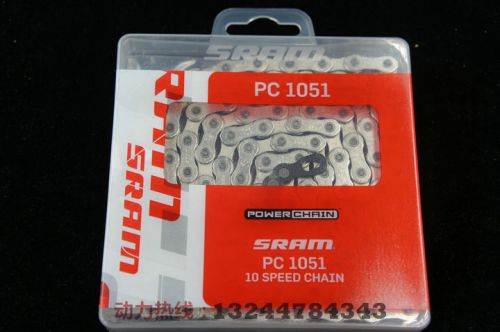 SRAM
PC 1051
SRAM
POWERCHAIN
SRAM
PC 1051
10 SPEED CHAIN
动力热线：13244784343